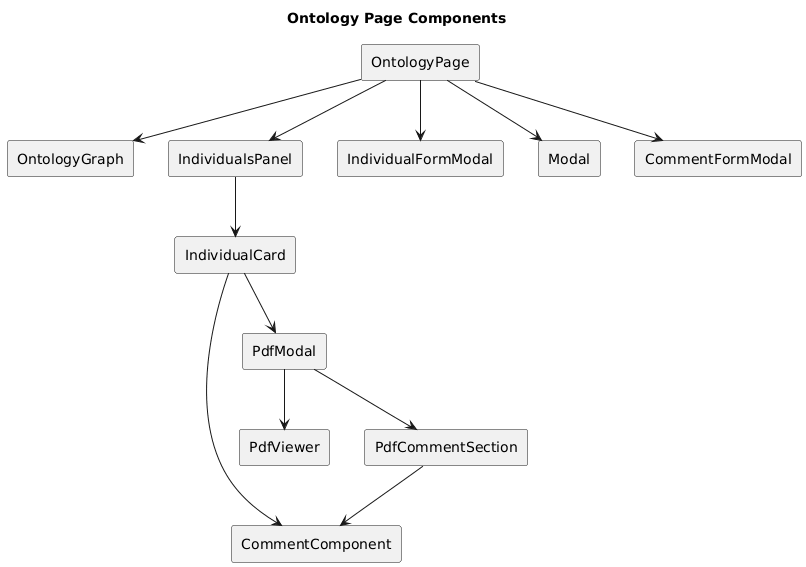 Ontology Page Components
OntologyPage
OntologyGraph
IndividualsPanel
IndividualFormModal
Modal
CommentFormModal
IndividualCard
PdfModal
PdfViewer
PdfCommentSection
CommentComponent